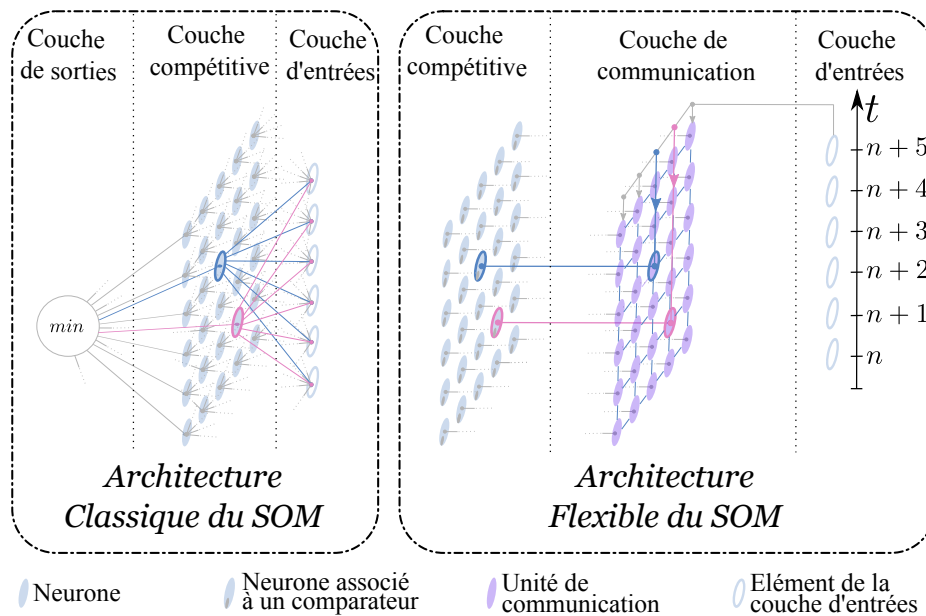 Couche
de sorties
Couche
compétitive
Couche
d'entrées
min
Architecture
Classique du SOM
Couche
compétitive
Couche de
communication
Couche
d'entrées
t
n + 5
n + 4
n + 3
n + 2
n + 1
n
Architecture
Flexible du SOM
Neurone
Neurone associé
à un comparateur
Unité de
communication
Elément de la
couche d'entrées